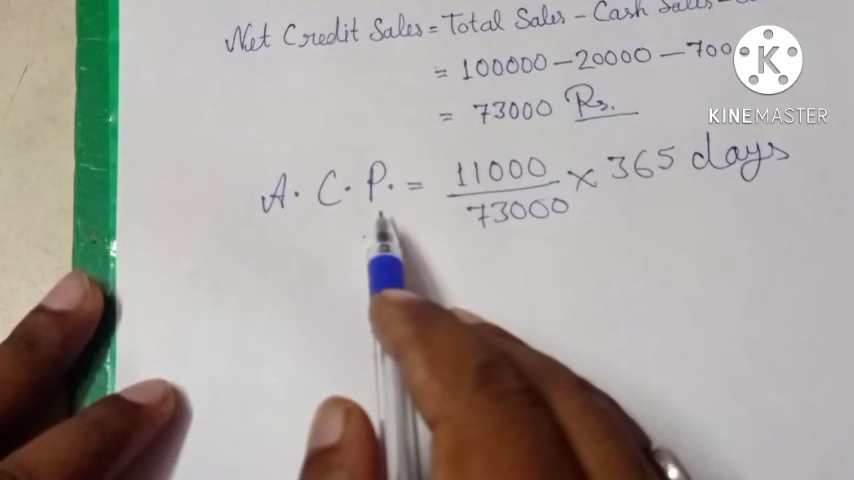 Net Credit Sales = Total Sales - Cash Sales -
= 100000 - 20000 - 700
= 73000 Rs.
A. C. P. = 11000 / 73000 × 365 days
K
KINEMASTER